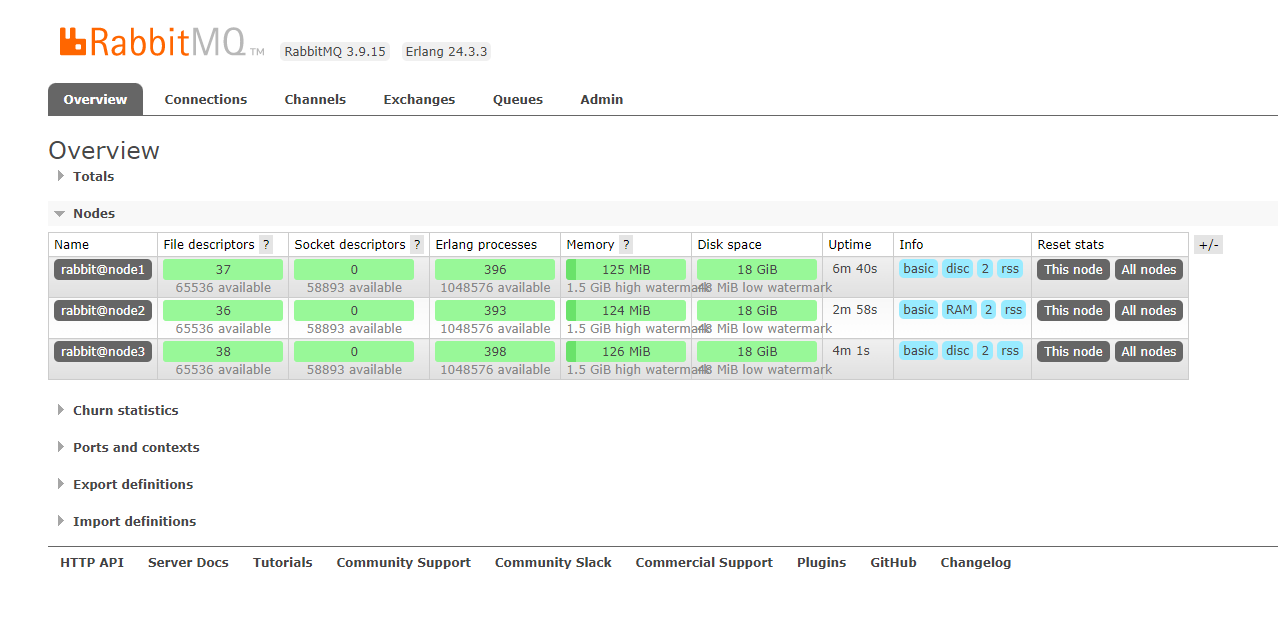 RabbitMQ TM RabbitMQ 3.9.15 Erlang 24.3.3
Overview Connections Channels Exchanges Queues Admin
Overview
Totals
Nodes
Name File descriptors ? Socket descriptors ? Erlang processes Memory ? Disk space Uptime Info Reset stats +/-
rabbit@node1 37 0 396 125 MiB 18 GiB 6m 40s basic disc 2 rss This node All nodes
65536 available 58893 available 1048576 available 1.5 GiB high watermark 48 MiB low watermark
rabbit@node2 36 0 393 124 MiB 18 GiB 2m 58s basic RAM 2 rss This node All nodes
65536 available 58893 available 1048576 available 1.5 GiB high watermark 48 MiB low watermark
rabbit@node3 38 0 398 126 MiB 18 GiB 4m 1s basic disc 2 rss This node All nodes
65536 available 58893 available 1048576 available 1.5 GiB high watermark 48 MiB low watermark
Churn statistics
Ports and contexts
Export definitions
Import definitions
HTTP API Server Docs Tutorials Community Support Community Slack Commercial Support Plugins GitHub Changelog